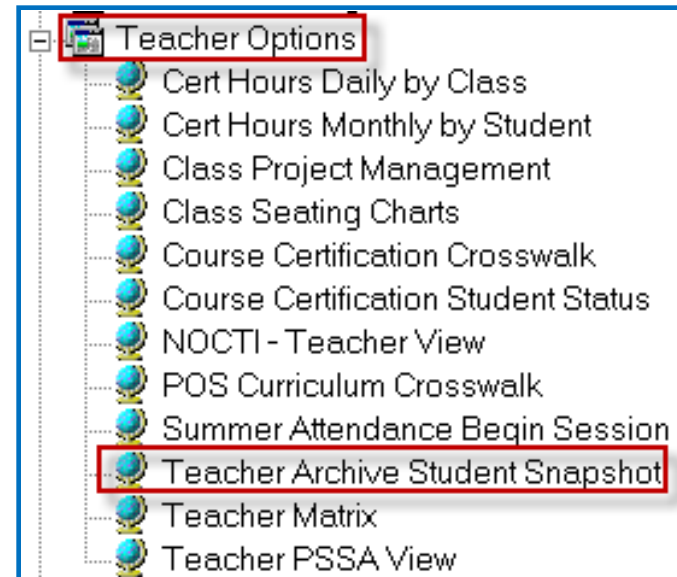 Teacher Options
Cert Hours Daily by Class
Cert Hours Monthly by Student
Class Project Management
Class Seating Charts
Course Certification Crosswalk
Course Certification Student Status
NOCTI - Teacher View
POS Curriculum Crosswalk
Summer Attendance Begin Session
Teacher Archive Student Snapshot
Teacher Matrix
Teacher PSSA View